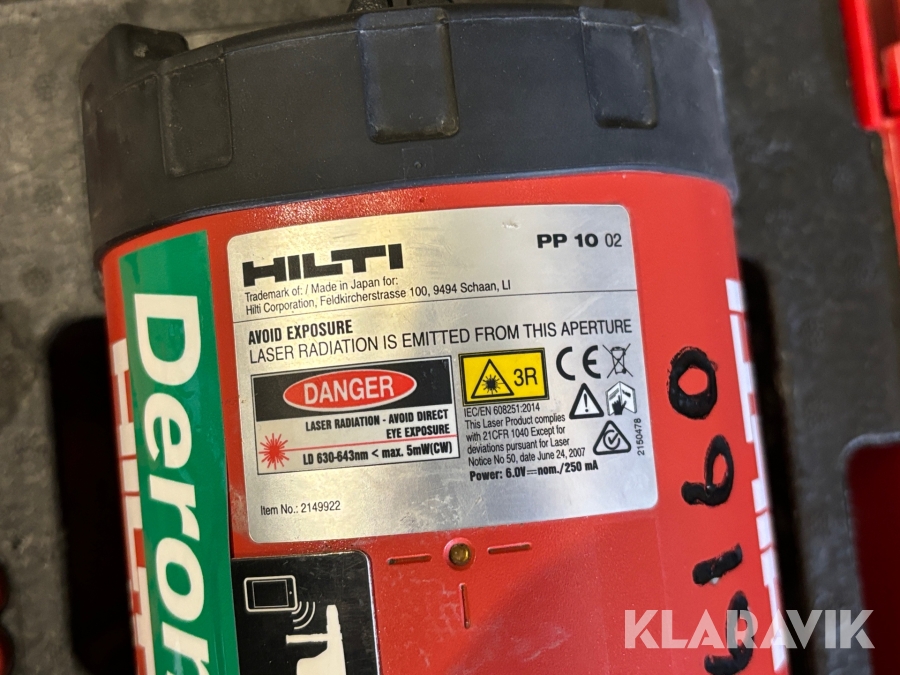 HILTI
PP 10 02
Trademark of: / Made in Japan for:
Hilti Corporation, Feldkircherstrasse 100, 9494 Schaan, LI
AVOID EXPOSURE
LASER RADIATION IS EMITTED FROM THIS APERTURE
DANGER
LASER RADIATION - AVOID DIRECT
EYE EXPOSURE
LD 630-643nm < max. 5mW(CW)
3R
CE
IEC/EN 608251:2014
This Laser Product complies
with 21CFR 1040 Except for
deviations pursuant for Laser
Notice No 50, date June 24, 2007
Power: 6.0V⎓nom./250 mA
2150478
Item No.: 2149922
Deron
KLARAVIK